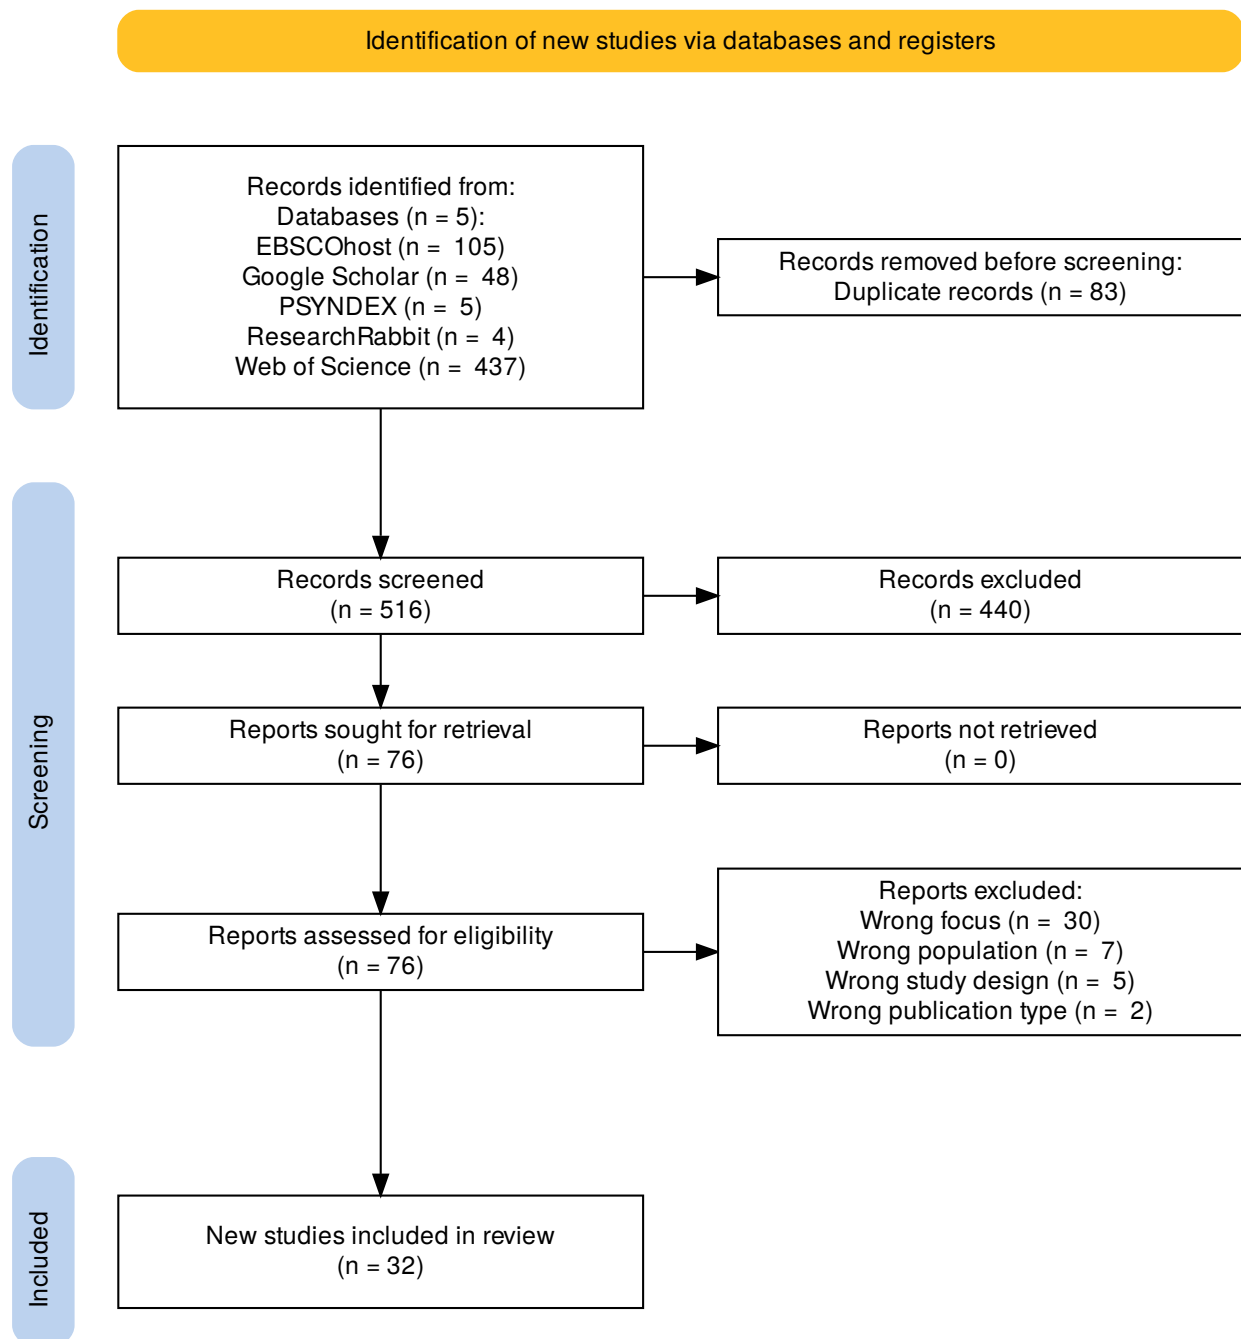 Identification of new studies via databases and registers
Identification
Records identified from:
Databases (n = 5):
EBSCOhost (n = 105)
Google Scholar (n = 48)
PSYNDEX (n = 5)
ResearchRabbit (n = 4)
Web of Science (n = 437)
Records removed before screening:
Duplicate records (n = 83)
Screening
Records screened
(n = 516)
Records excluded
(n = 440)
Reports sought for retrieval
(n = 76)
Reports not retrieved
(n = 0)
Reports assessed for eligibility
(n = 76)
Reports excluded:
Wrong focus (n = 30)
Wrong population (n = 7)
Wrong study design (n = 5)
Wrong publication type (n = 2)
Included
New studies included in review
(n = 32)